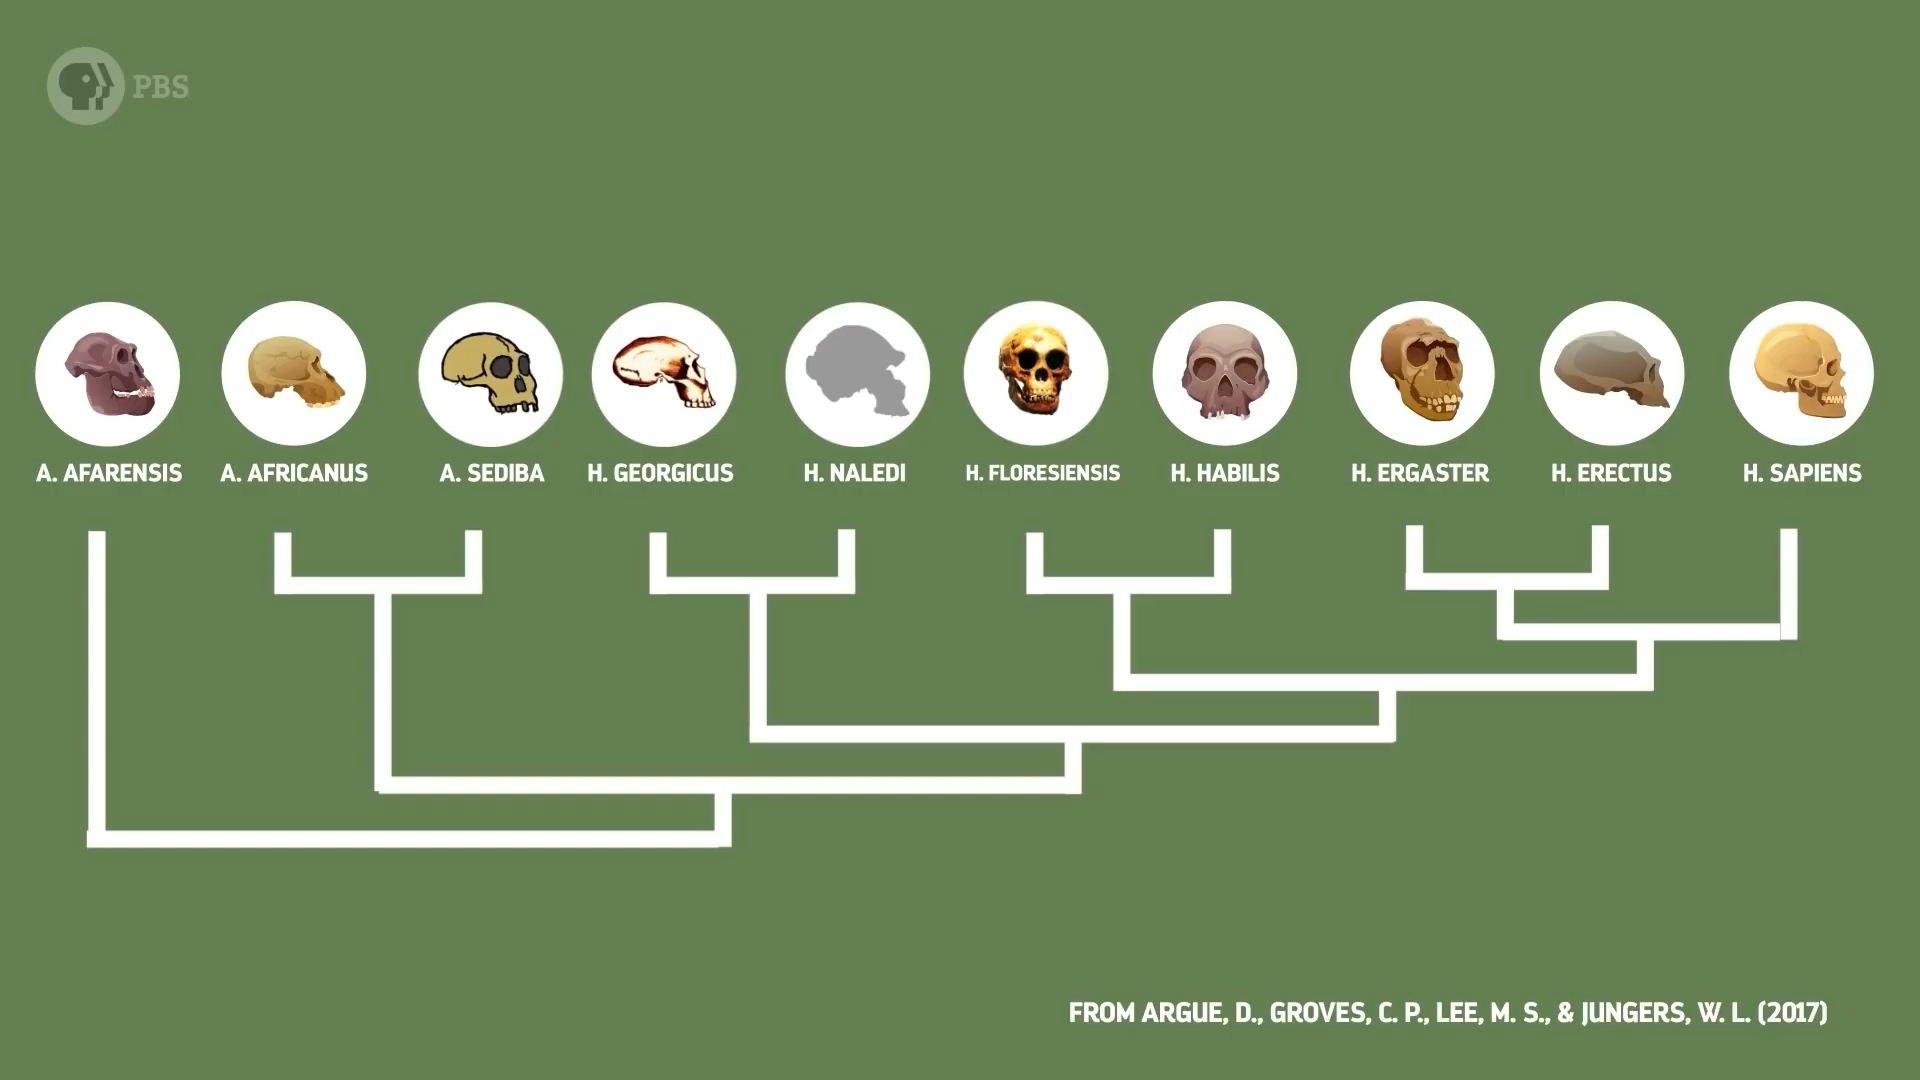 PBS
A. AFARENSIS
A. AFRICANUS
A. SEDIBA
H. GEORGICUS
H. NALEDI
H. FLORESIENSIS
H. HABILIS
H. ERGASTER
H. ERECTUS
H. SAPIENS
FROM ARGUE, D., GROVES, C. P., LEE, M. S., & JUNGERS, W. L. (2017)